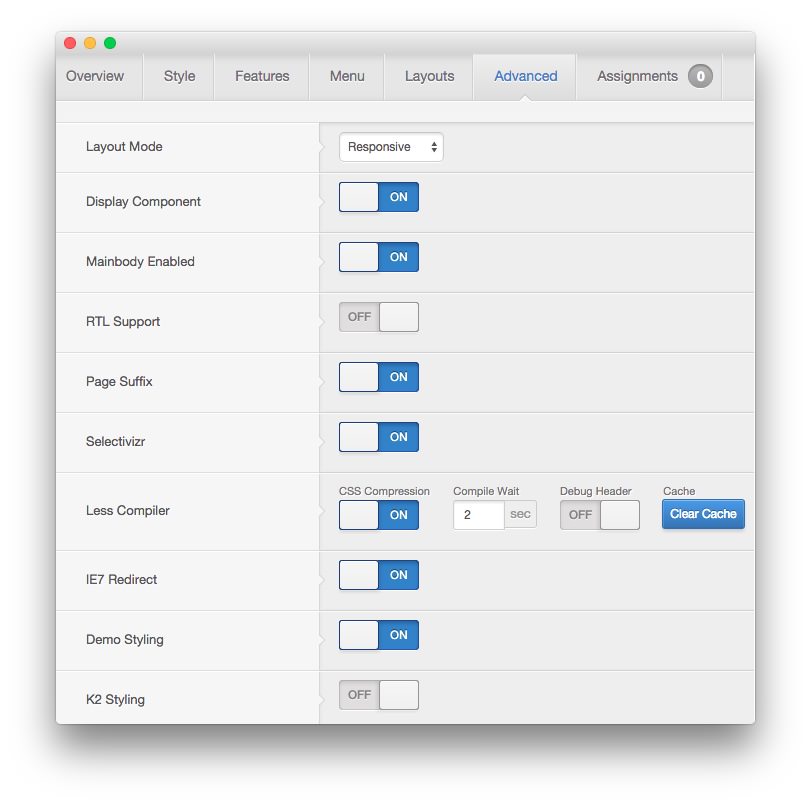 Overview Style Features Menu Layouts Advanced Assignments 0
Layout Mode Responsive
Display Component ON
Mainbody Enabled ON
RTL Support OFF
Page Suffix ON
Selectivizr ON
CSS Compression Compile Wait Debug Header Cache
Less Compiler ON 2 sec OFF Clear Cache
IE7 Redirect ON
Demo Styling ON
K2 Styling OFF